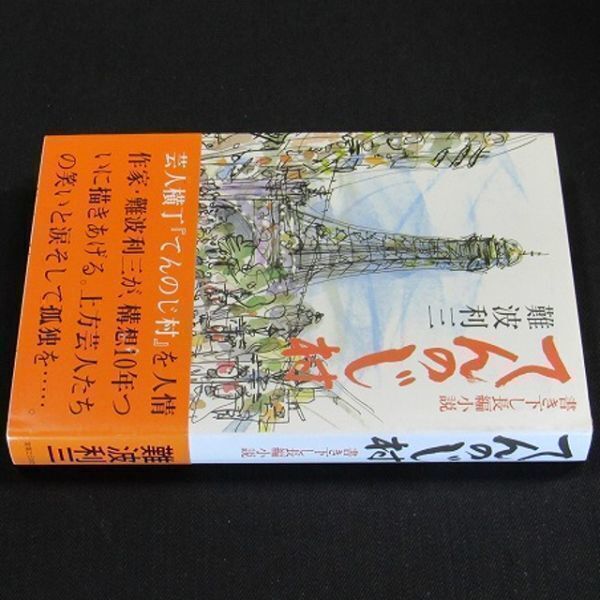 てんのじ村
書き下し長編小説
難波利三
芸人横丁『てんのじ村』を人情
作家・難波利三が、構想10年つ
いに描きあげる。上方芸人たち
の笑いと涙そして孤独を……。
てんのじ村
書き下し長編小説
難波利三